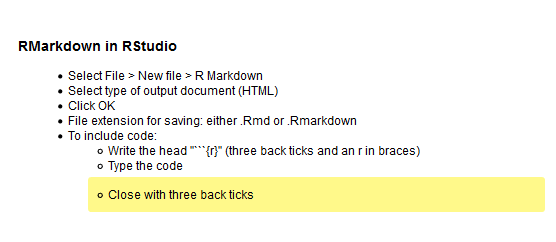 RMarkdown in RStudio
• Select File > New file > R Markdown
• Select type of output document (HTML)
• Click OK
• File extension for saving: either .Rmd or .Rmarkdown
• To include code:
○ Write the head "```{r}" (three back ticks and an r in braces)
○ Type the code
○ Close with three back ticks